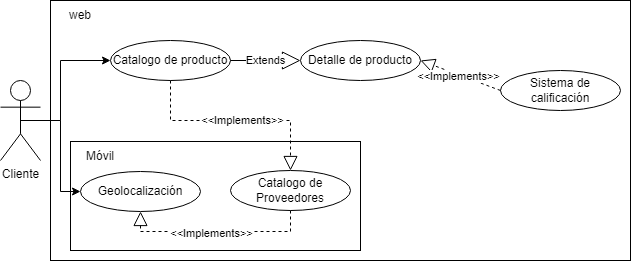 web
Catalogo de producto
Extends
Detalle de producto
<<Implements>>
Sistema de
calificación
<<Implements>>
Cliente
Móvil
Geolocalización
Catalogo de
Proveedores
<<Implements>>